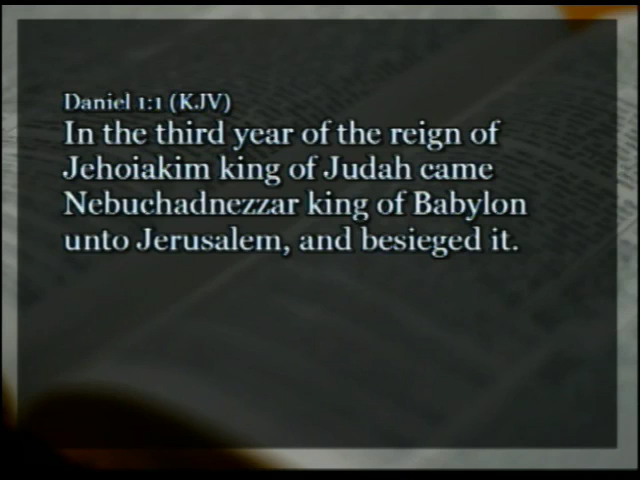 Daniel 1:1 (KJV)
In the third year of the reign of
Jehoiakim king of Judah came
Nebuchadnezzar king of Babylon
unto Jerusalem, and besieged it.